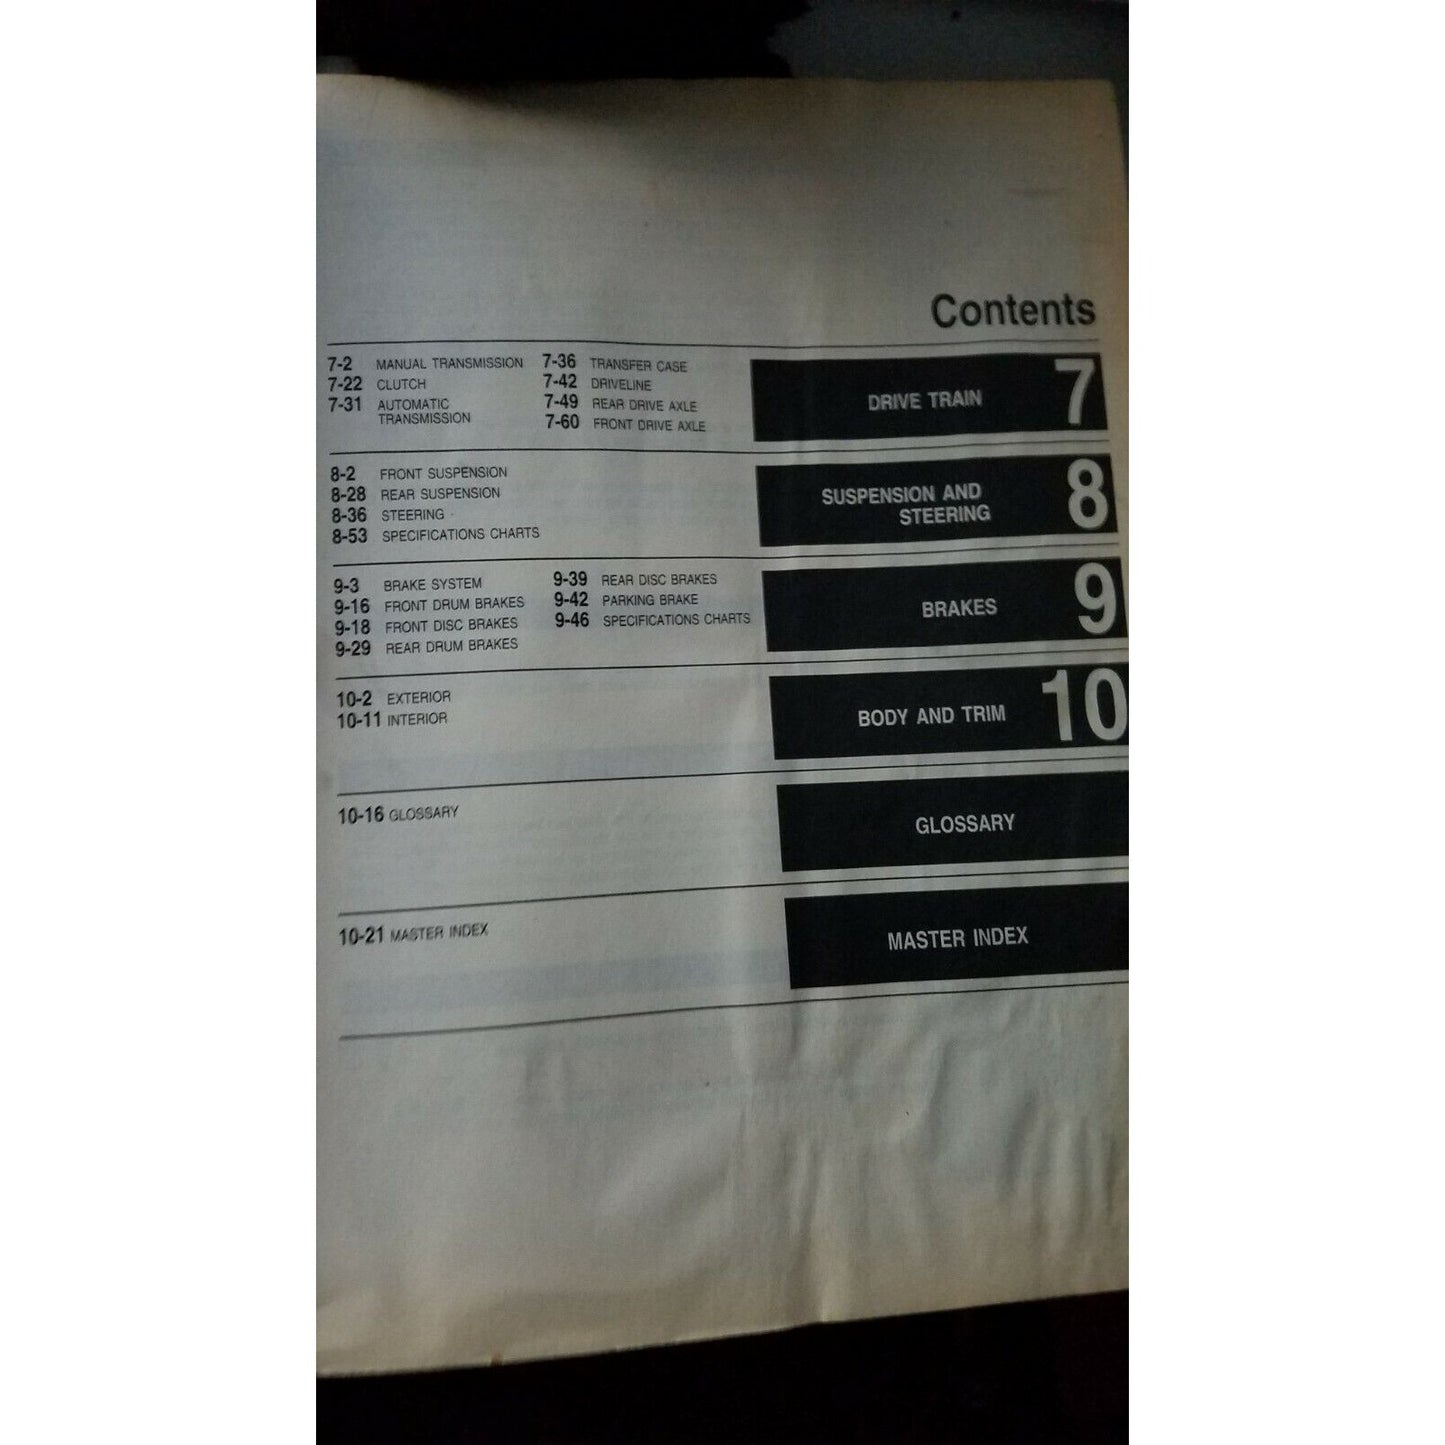 Contents
7-2 MANUAL TRANSMISSION
7-22 CLUTCH
7-31 AUTOMATIC
TRANSMISSION
7-36 TRANSFER CASE
7-42 DRIVELINE
7-49 REAR DRIVE AXLE
7-60 FRONT DRIVE AXLE
DRIVE TRAIN 7
8-2 FRONT SUSPENSION
8-28 REAR SUSPENSION
8-36 STEERING
8-53 SPECIFICATIONS CHARTS
SUSPENSION AND
STEERING 8
9-3 BRAKE SYSTEM
9-16 FRONT DRUM BRAKES
9-18 FRONT DISC BRAKES
9-29 REAR DRUM BRAKES
9-39 REAR DISC BRAKES
9-42 PARKING BRAKE
9-46 SPECIFICATIONS CHARTS
BRAKES 9
10-2 EXTERIOR
10-11 INTERIOR
BODY AND TRIM 10
10-16 GLOSSARY
GLOSSARY
10-21 MASTER INDEX
MASTER INDEX